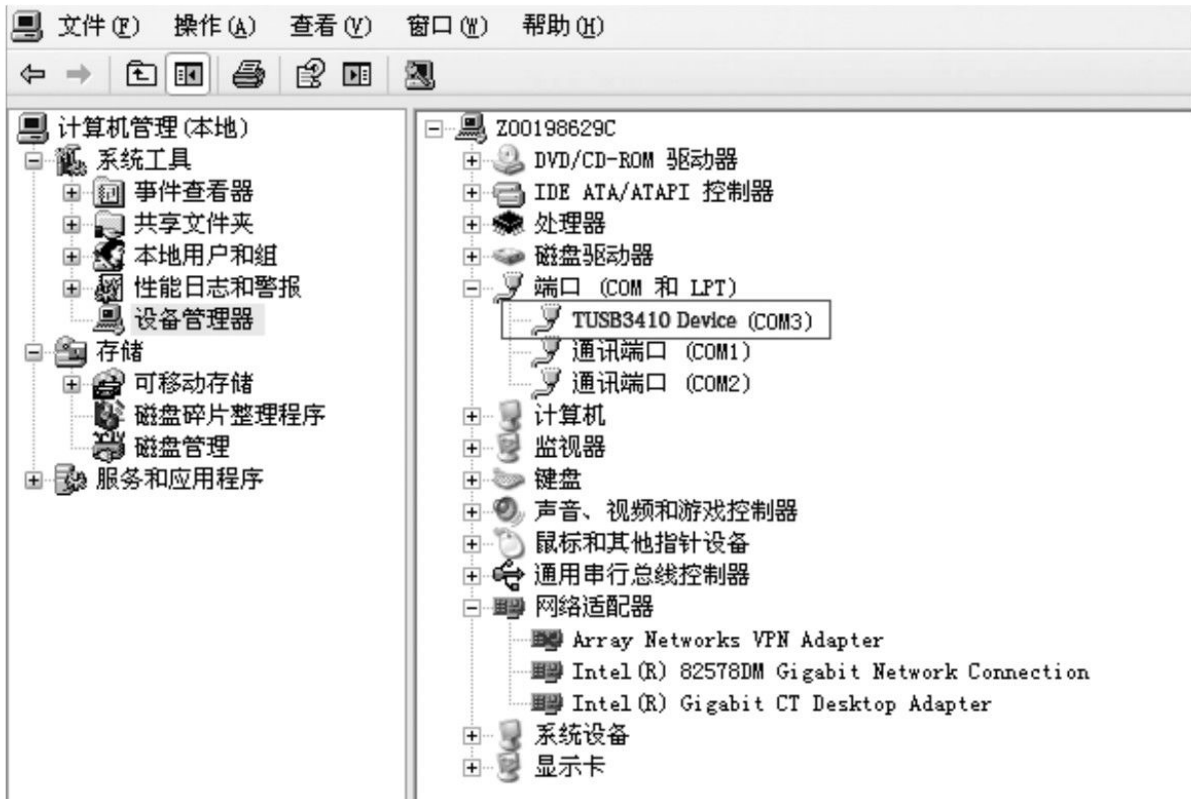 文件(F) 操作(A) 查看(V) 窗口(W) 帮助(H)
计算机管理(本地)
系统工具
事件查看器
共享文件夹
本地用户和组
性能日志和警报
设备管理器
存储
可移动存储
磁盘碎片整理程序
磁盘管理
服务和应用程序
Z00198629C
DVD/CD-ROM 驱动器
IDE ATA/ATAPI 控制器
处理器
磁盘驱动器
端口 (COM 和 LPT)
TUSB3410 Device (COM3)
通讯端口 (COM1)
通讯端口 (COM2)
计算机
监视器
键盘
声音、视频和游戏控制器
鼠标和其他指针设备
通用串行总线控制器
网络适配器
Array Networks VPN Adapter
Intel(R) 82578DM Gigabit Network Connection
Intel(R) Gigabit CT Desktop Adapter
系统设备
显示卡